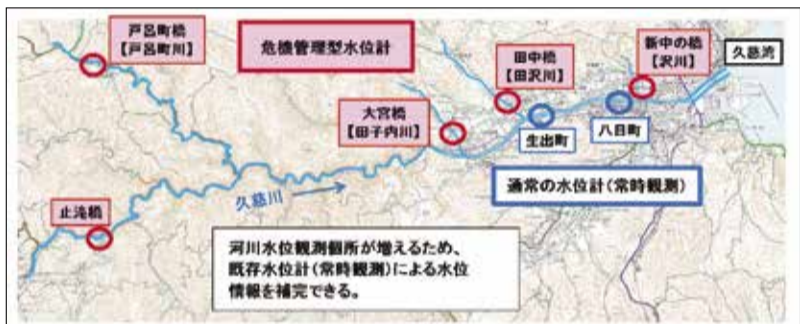 戸呂町橋
【戸呂町川】
危機管理型水位計
田中橋
【田沢川】
新中の橋
【沢川】
久慈湾
大宮橋
【田子内川】
生出町
八日町
止滝橋
久慈川
通常の水位計(常時観測)
河川水位観測個所が増えるため、
既存水位計(常時観測)による水位
情報を補完できる。